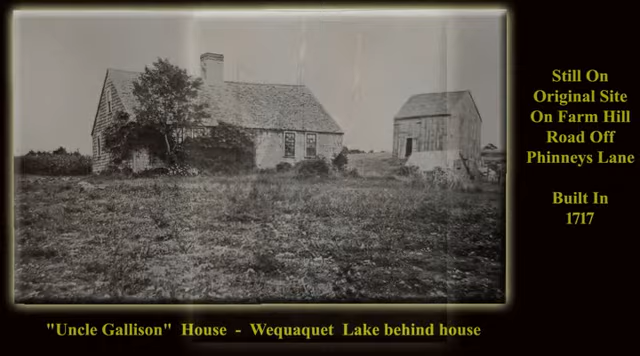 Still On
Original Site
On Farm Hill
Road Off
Phinneys Lane
Built In
1717
"Uncle Gallison" House - Wequaquet Lake behind house